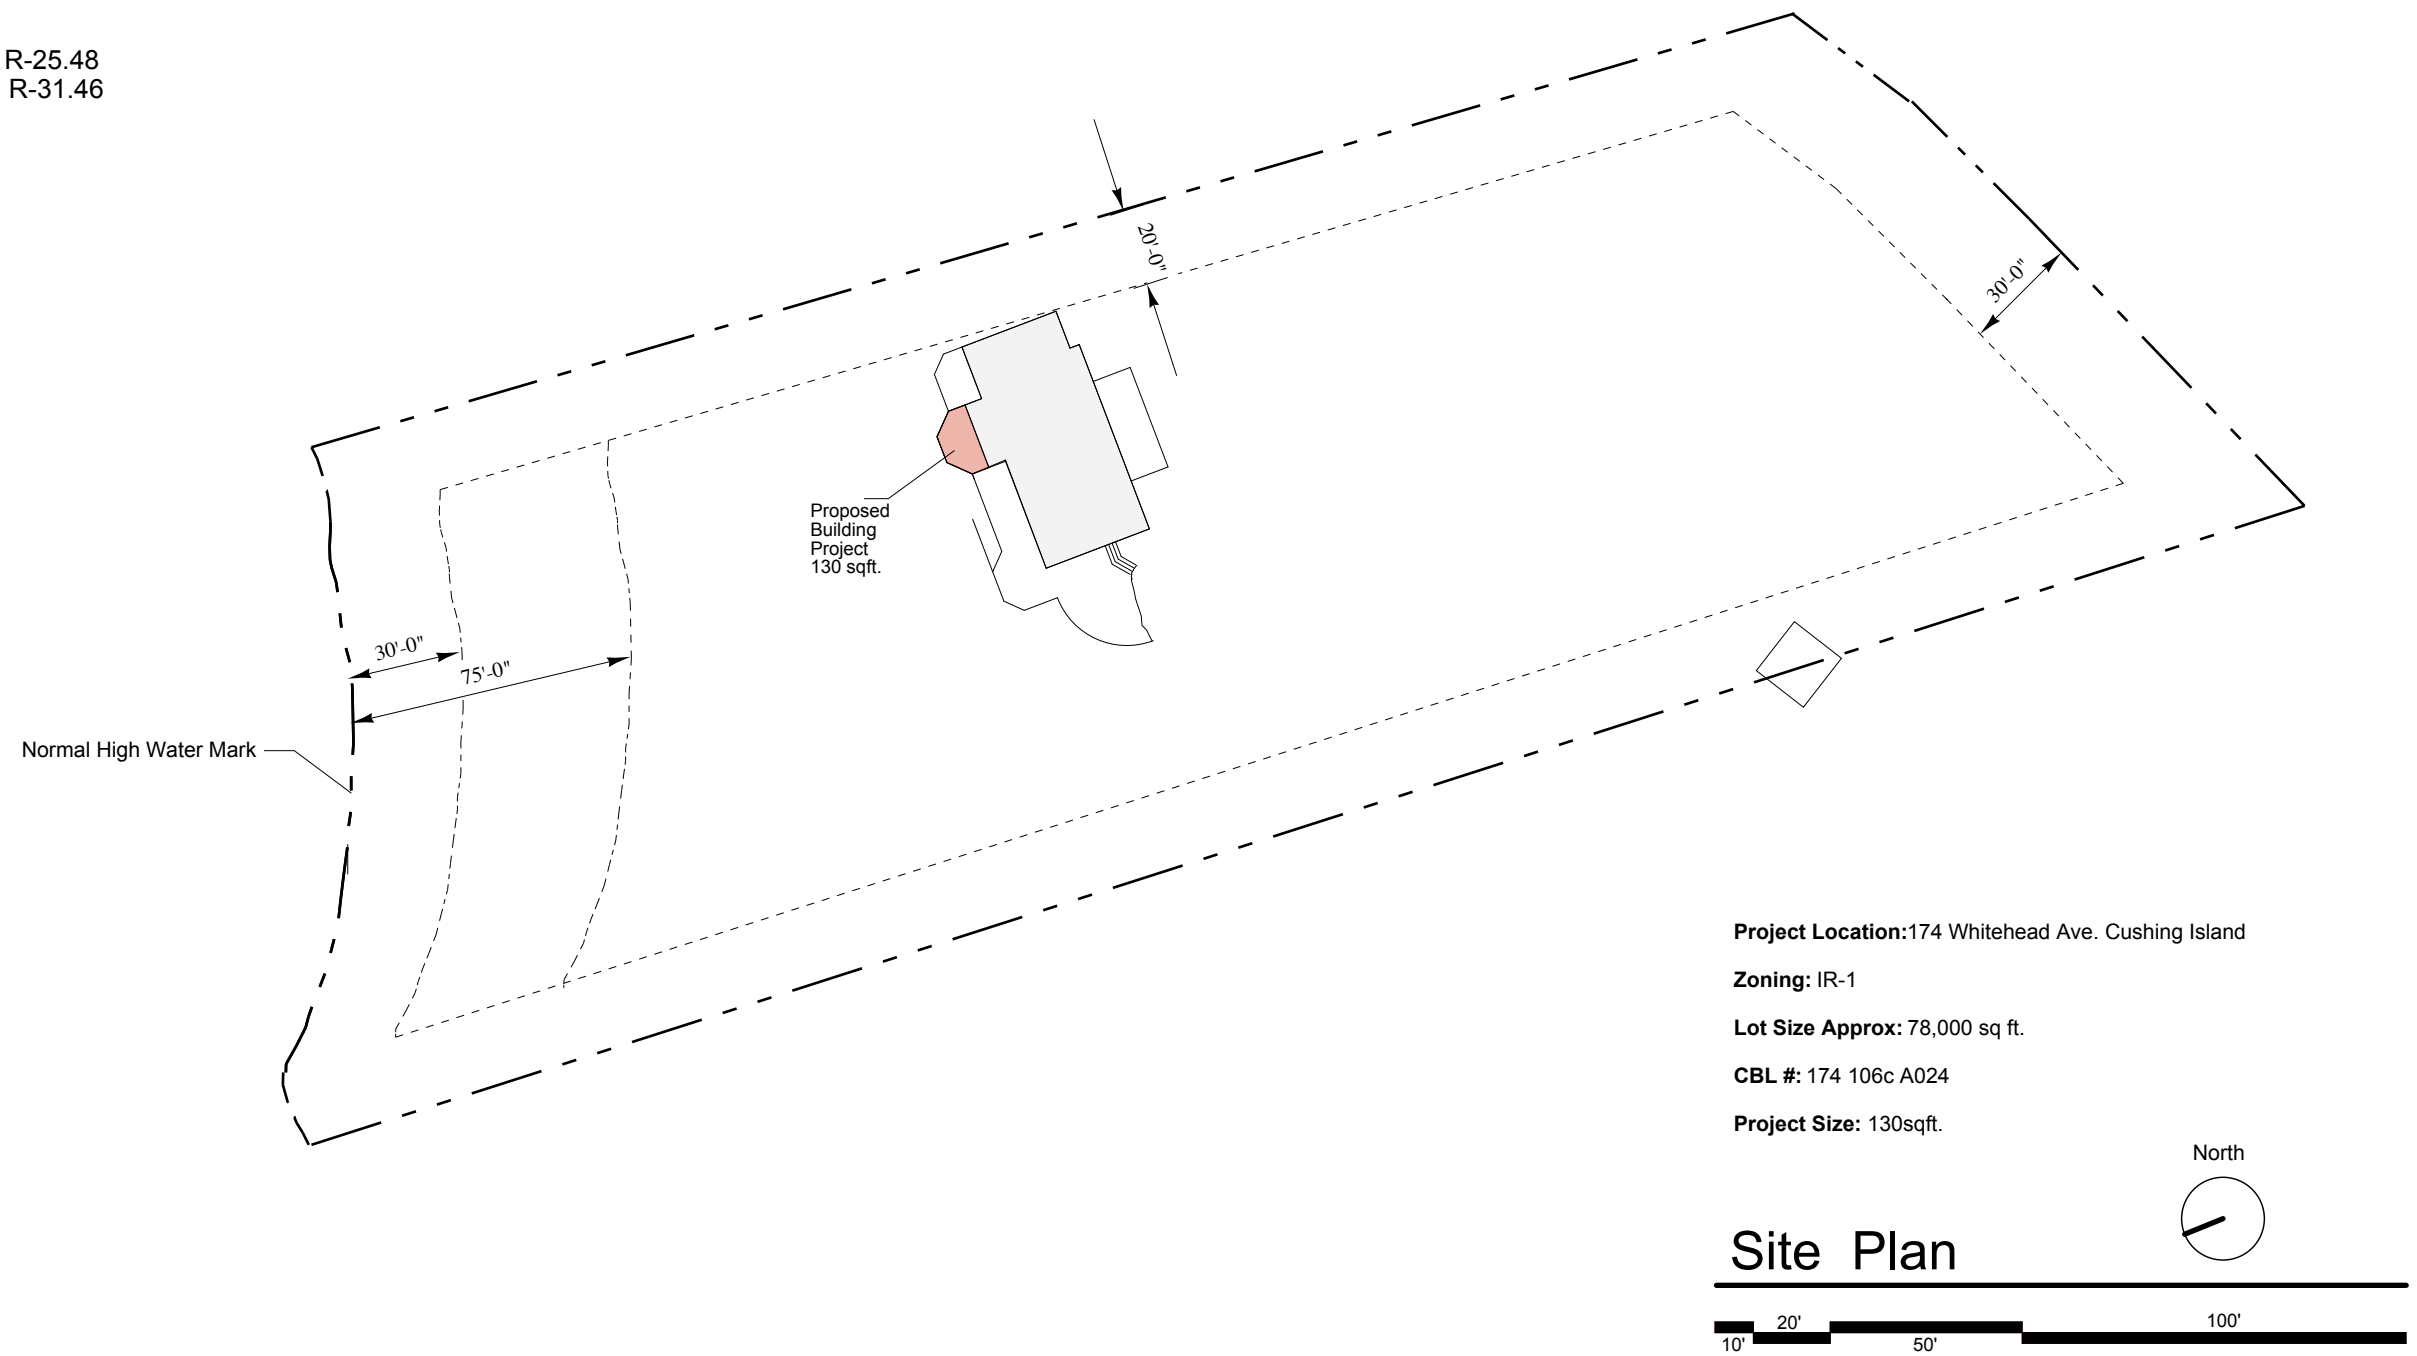 R-25.48
R-31.46
20'-0"
30'-0"
Proposed
Building
Project
130 sqft.
30'-0"
75'-0"
Normal High Water Mark
Project Location:174 Whitehead Ave. Cushing Island
Zoning: IR-1
Lot Size Approx: 78,000 sq ft.
CBL #: 174 106c A024
Project Size: 130sqft.
North
Site Plan
20' 100'
10' 50'